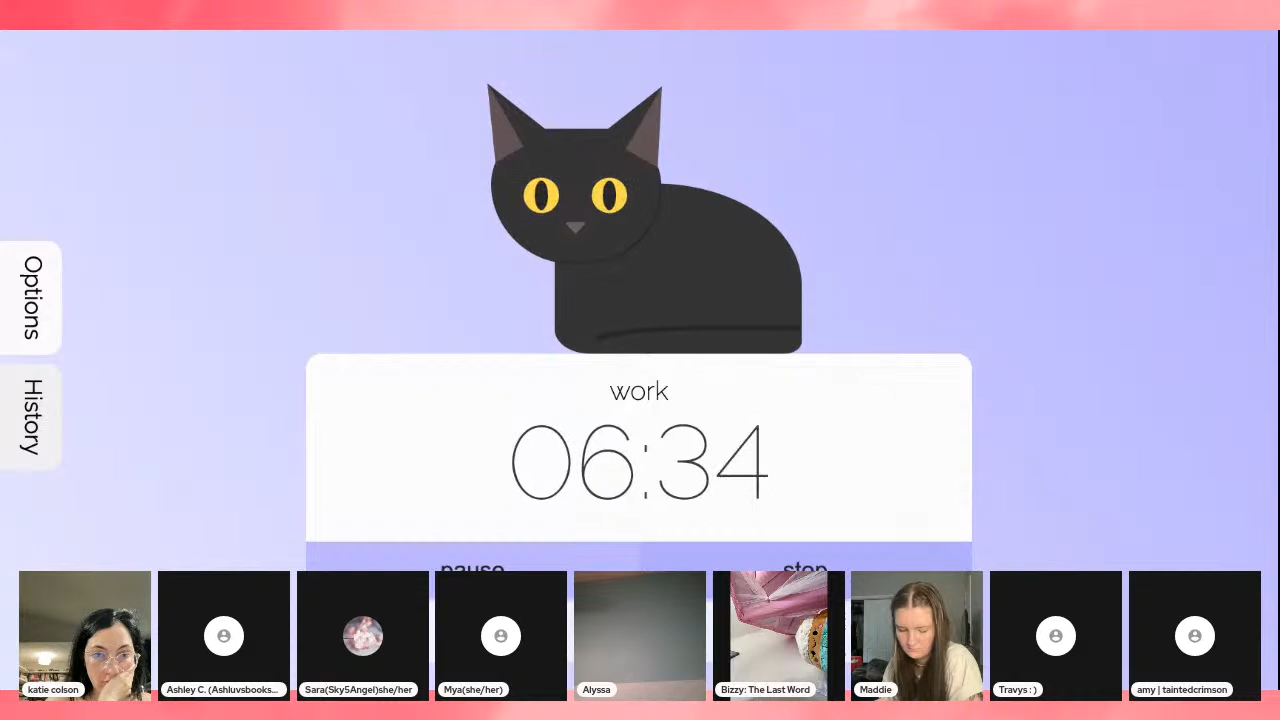 Options
History
work
06:34
pause
stop
katie colson
Ashley C. (Ashluvsbooks...
Sara(Sky5Angel)she/her
Mya(she/her)
Alyssa
Bizzy: The Last Word
Maddie
Travys : )
amy | taintedcrimson